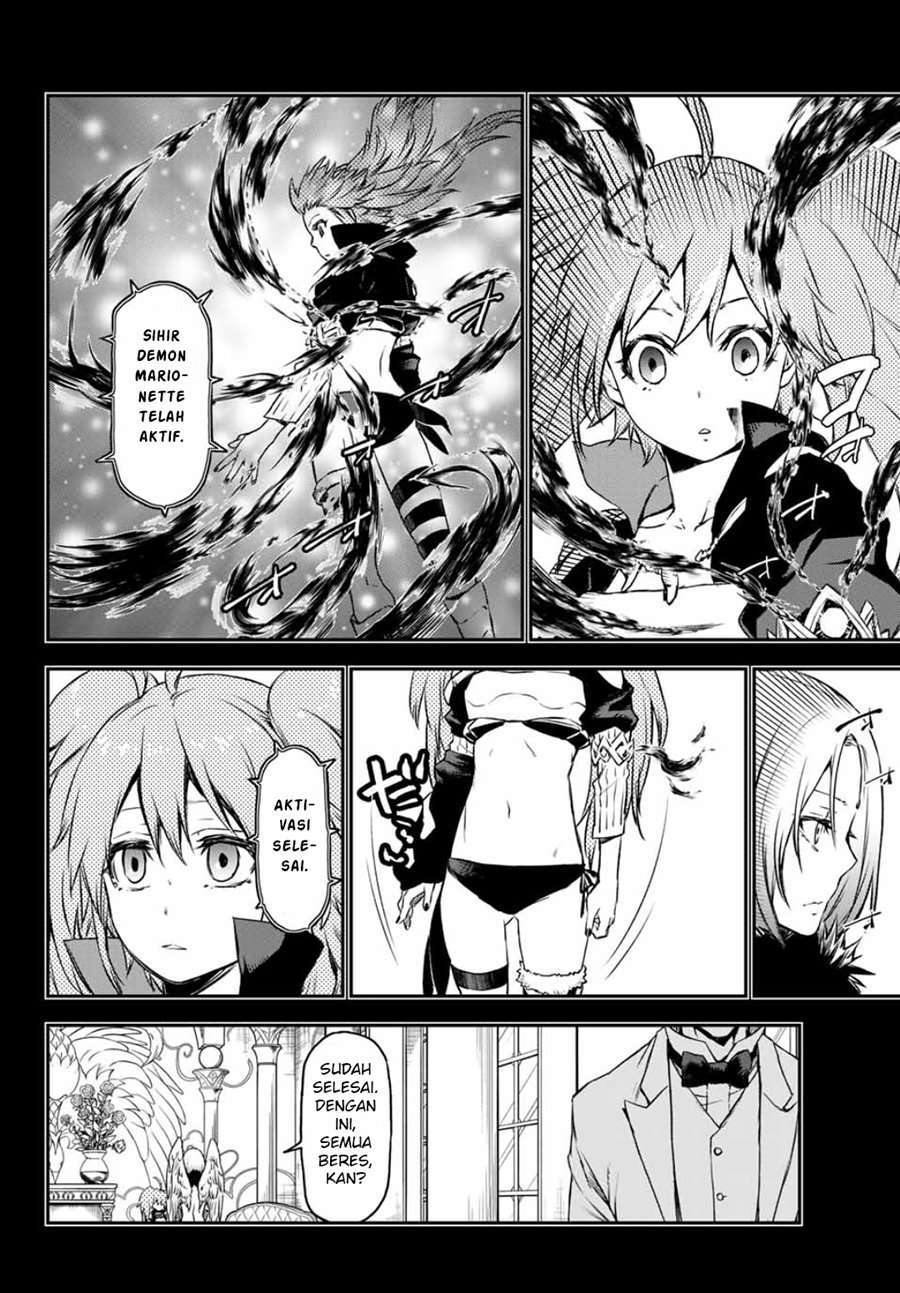 SIHIR
DEMON
MARIO-
NETTE
TELAH
AKTIF.
AKTI-
VASI
SELE-
SAI.
SUDAH
SELESAI.
DENGAN
INI,
SEMUA
BERES,
KAN?